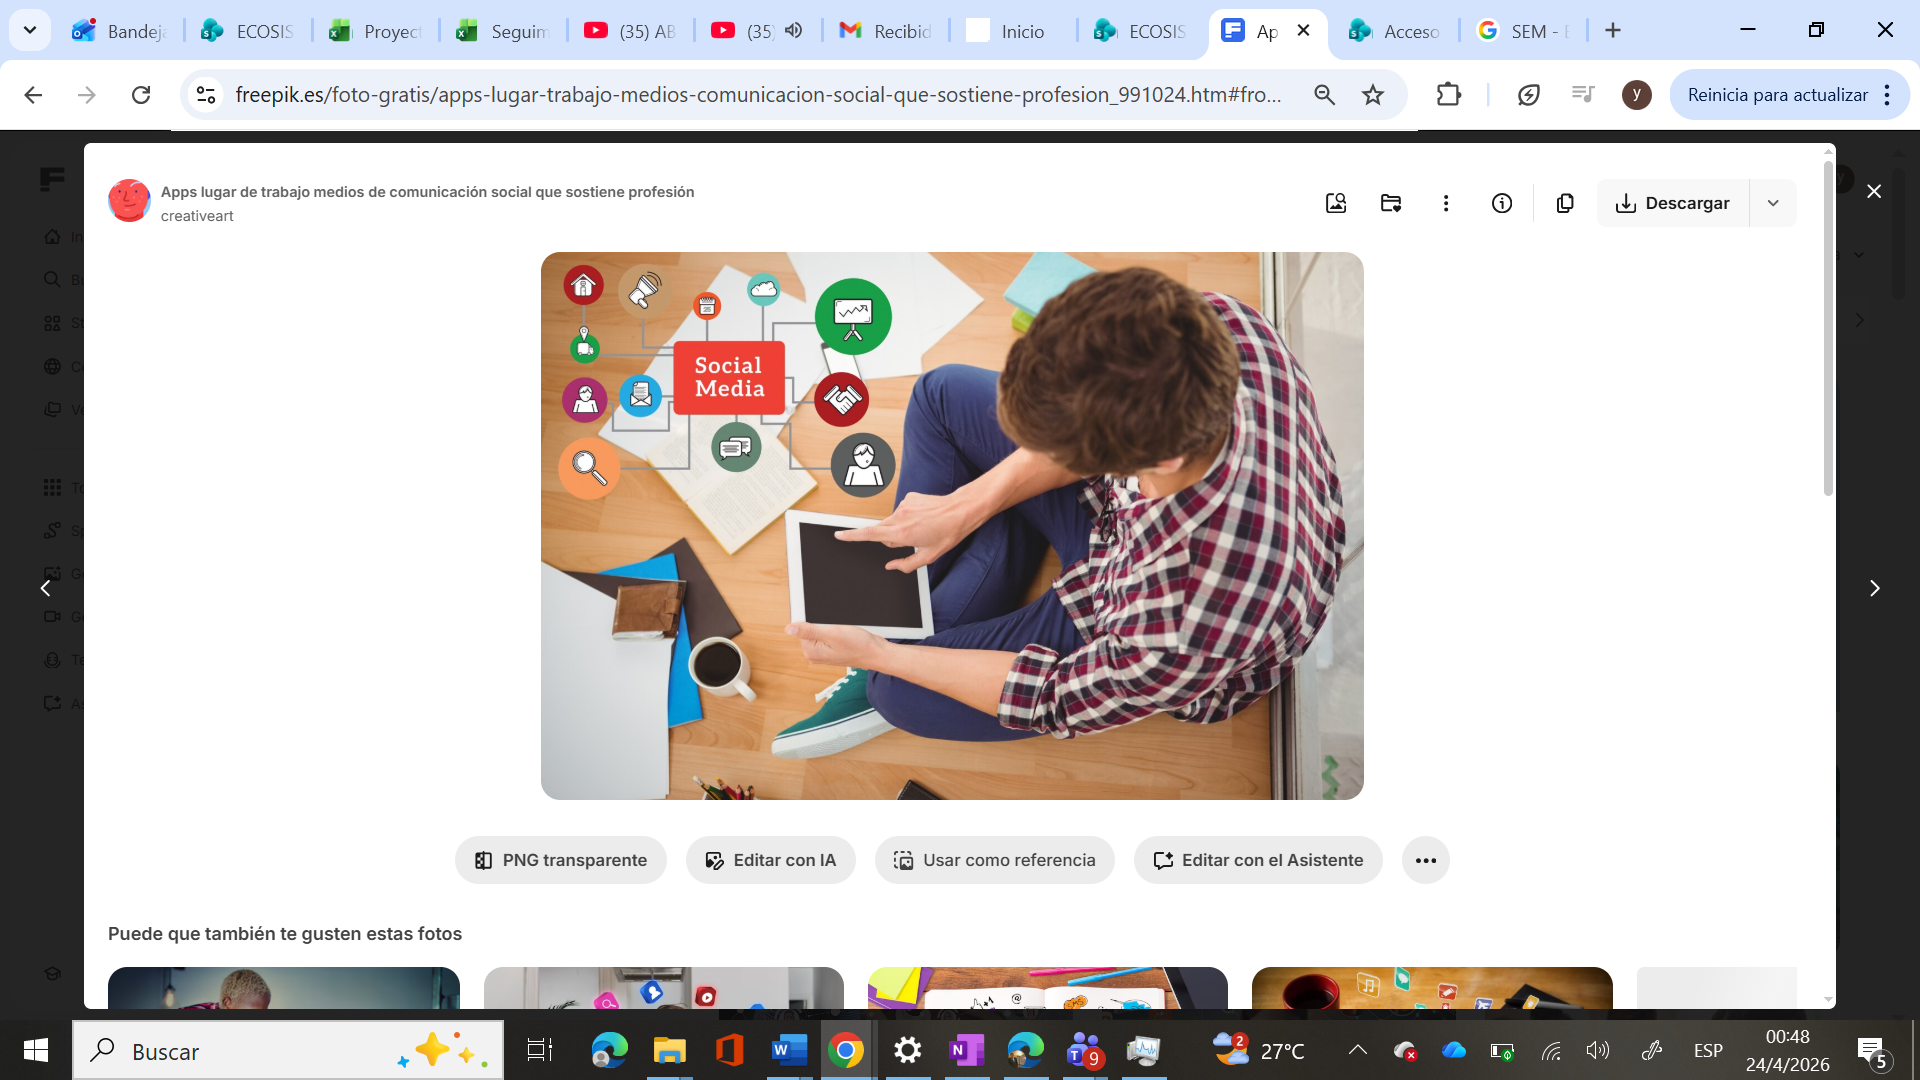 Bandej
ECOSIS
Proyect
Seguim
(35) AB
(35)
Recibid
Inicio
ECOSIS
Ap
Acceso
SEM - E
freepik.es/foto-gratis/apps-lugar-trabajo-medios-comunicacion-social-que-sostiene-profesion_991024.htm#fro...
y
Reinicia para actualizar
Apps lugar de trabajo medios de comunicación social que sostiene profesión
creativeart
Descargar
Social
Media
PNG transparente
Editar con IA
Usar como referencia
Editar con el Asistente
Puede que también te gusten estas fotos
Buscar
9
2
27°C
ESP
00:48
24/4/2026
5